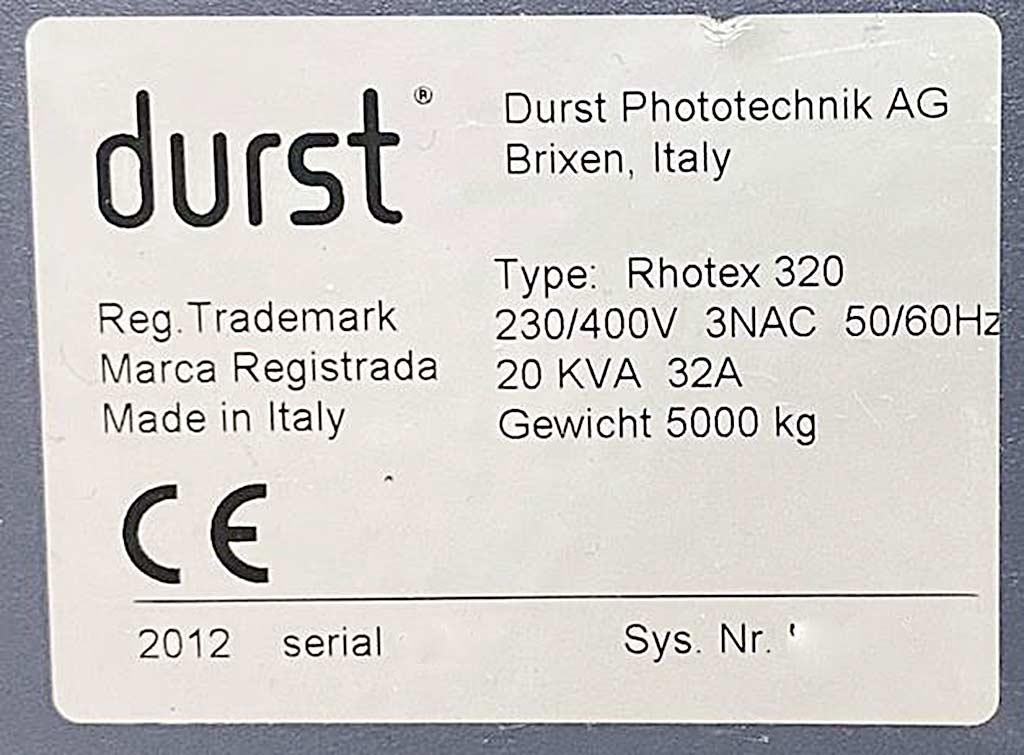 durst ®
Durst Phototechnik AG
Brixen, Italy
Type: Rhotex 320
230/400V 3NAC 50/60Hz
20 KVA 32A
Gewicht 5000 kg
Reg. Trademark
Marca Registrada
Made in Italy
CE
2012 serial
Sys. Nr.